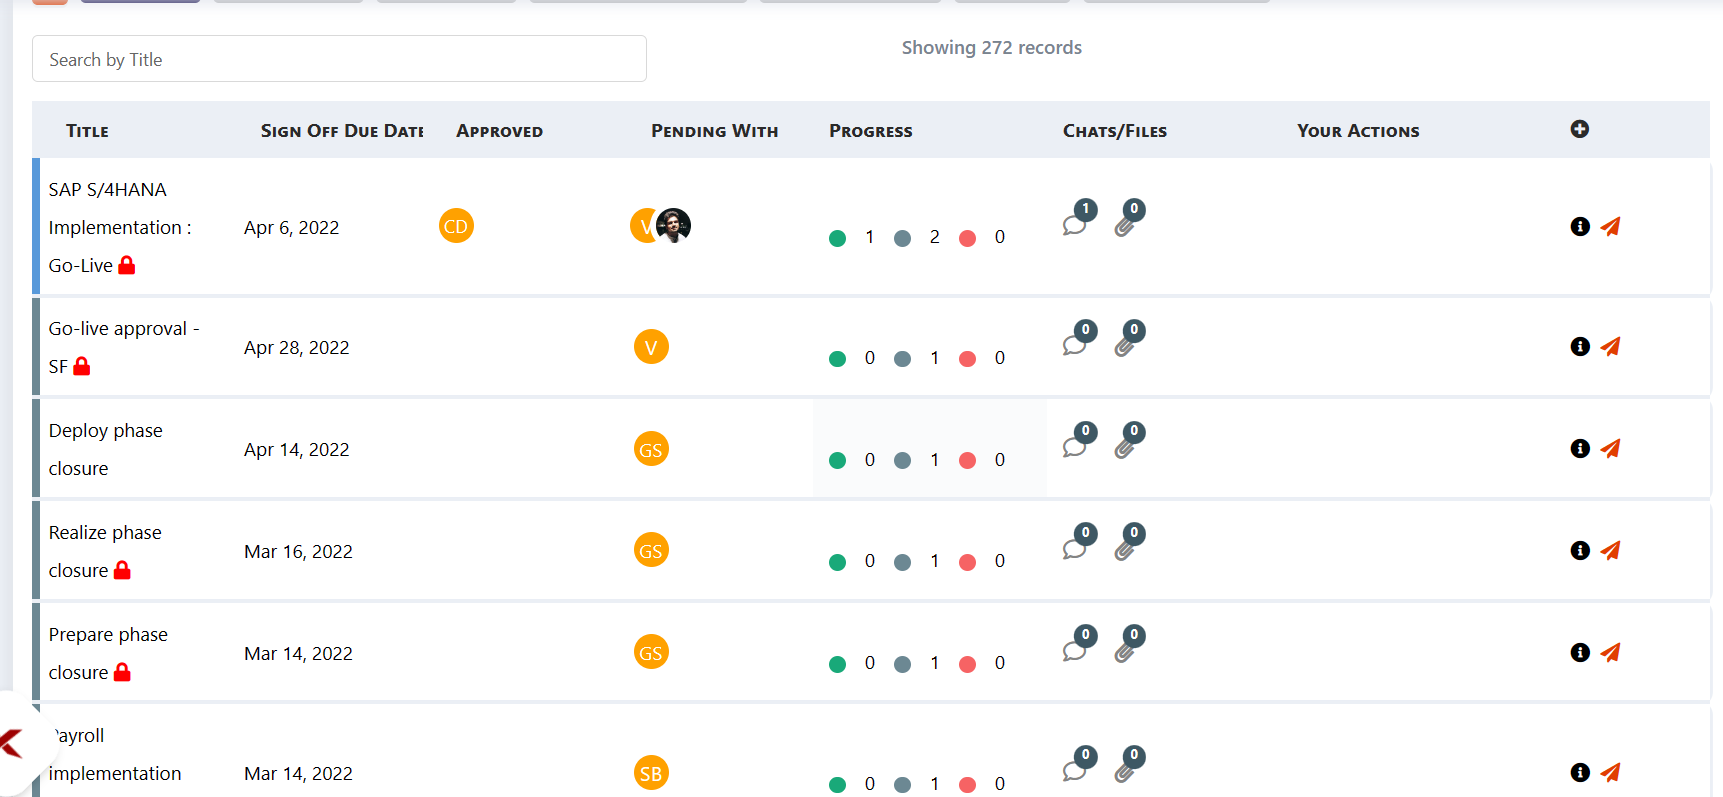 Search by Title
Showing 272 records
Title Sign Off Due Date Approved Pending With Progress Chats/Files Your Actions
SAP S/4HANA
Implementation :
Go-Live
Apr 6, 2022 CD V 1 2 0 1 0
Go-live approval -
SF
Apr 28, 2022 V 0 1 0 0 0
Deploy phase
closure
Apr 14, 2022 GS 0 1 0 0 0
Realize phase
closure
Mar 16, 2022 GS 0 1 0 0 0
Prepare phase
closure
Mar 14, 2022 GS 0 1 0 0 0
Payroll
implementation
Mar 14, 2022 SB 0 1 0 0 0